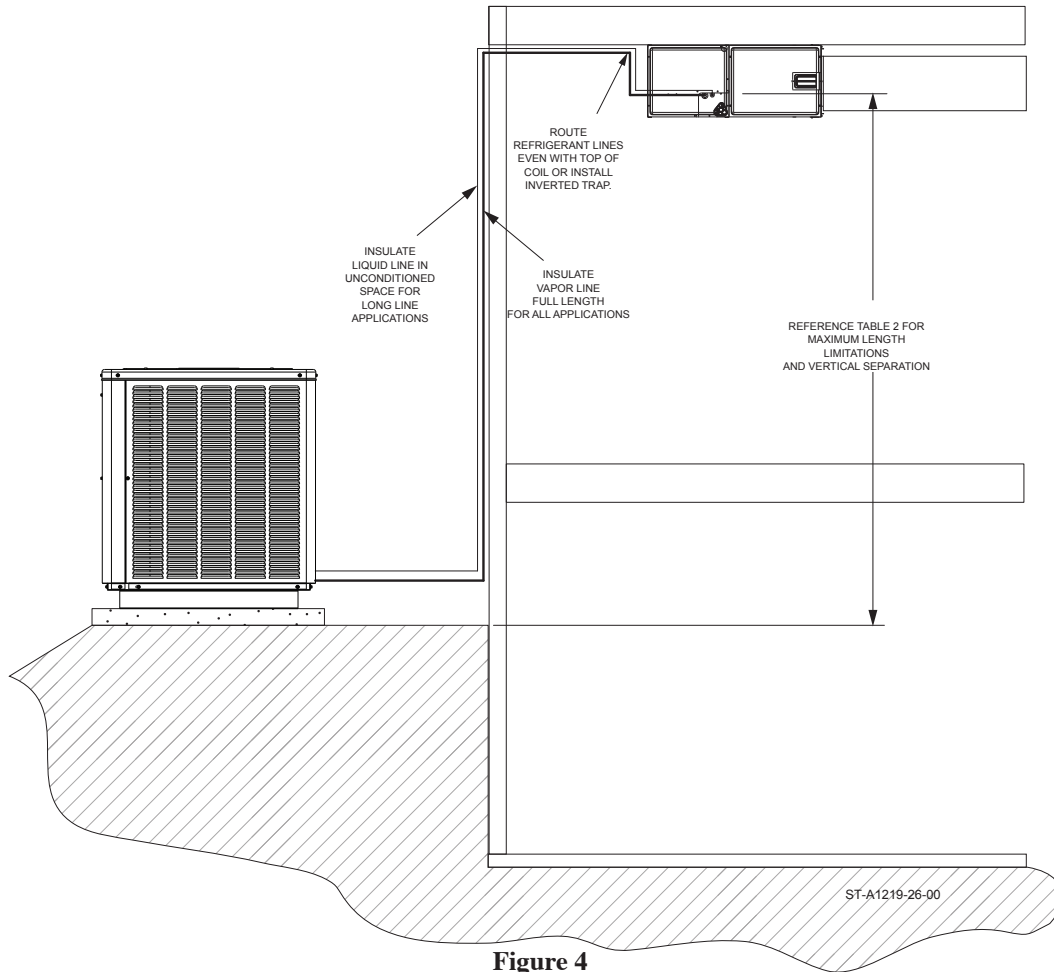 ROUTE
REFRIGERANT LINES
EVEN WITH TOP OF
COIL OR INSTALL
INVERTED TRAP.
INSULATE
LIQUID LINE IN
UNCONDITIONED
SPACE FOR
LONG LINE
APPLICATIONS
INSULATE
VAPOR LINE
FULL LENGTH
FOR ALL APPLICATIONS
REFERENCE TABLE 2 FOR
MAXIMUM LENGTH
LIMITATIONS
AND VERTICAL SEPARATION
ST-A1219-26-00
Figure 4